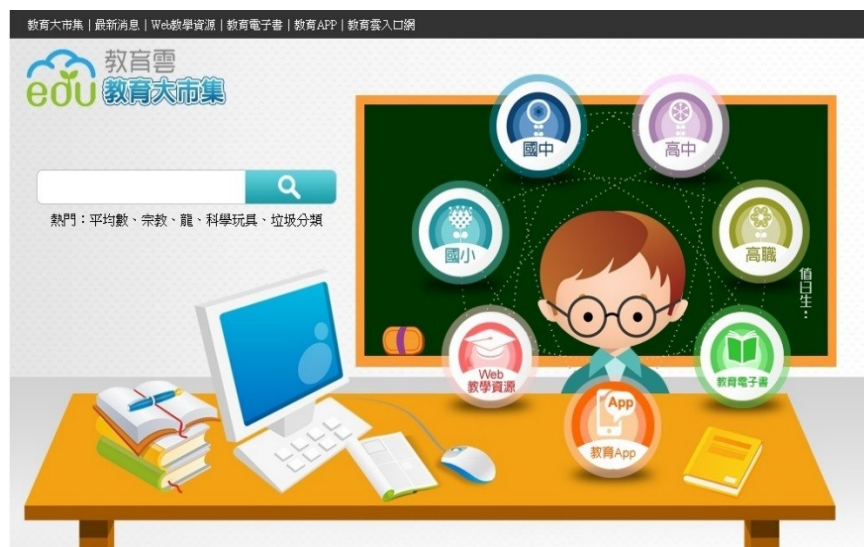 教育大市集 | 最新消息 | Web教學資源 | 教育電子書 | 教育APP | 教育雲入口網
教育雲
edu 教育大市集
熱門：平均數、宗教、龍、科學玩具、垃圾分類
國中
高中
國小
高職
值日生：
Web
教學資源
教育電子書
App
教育App